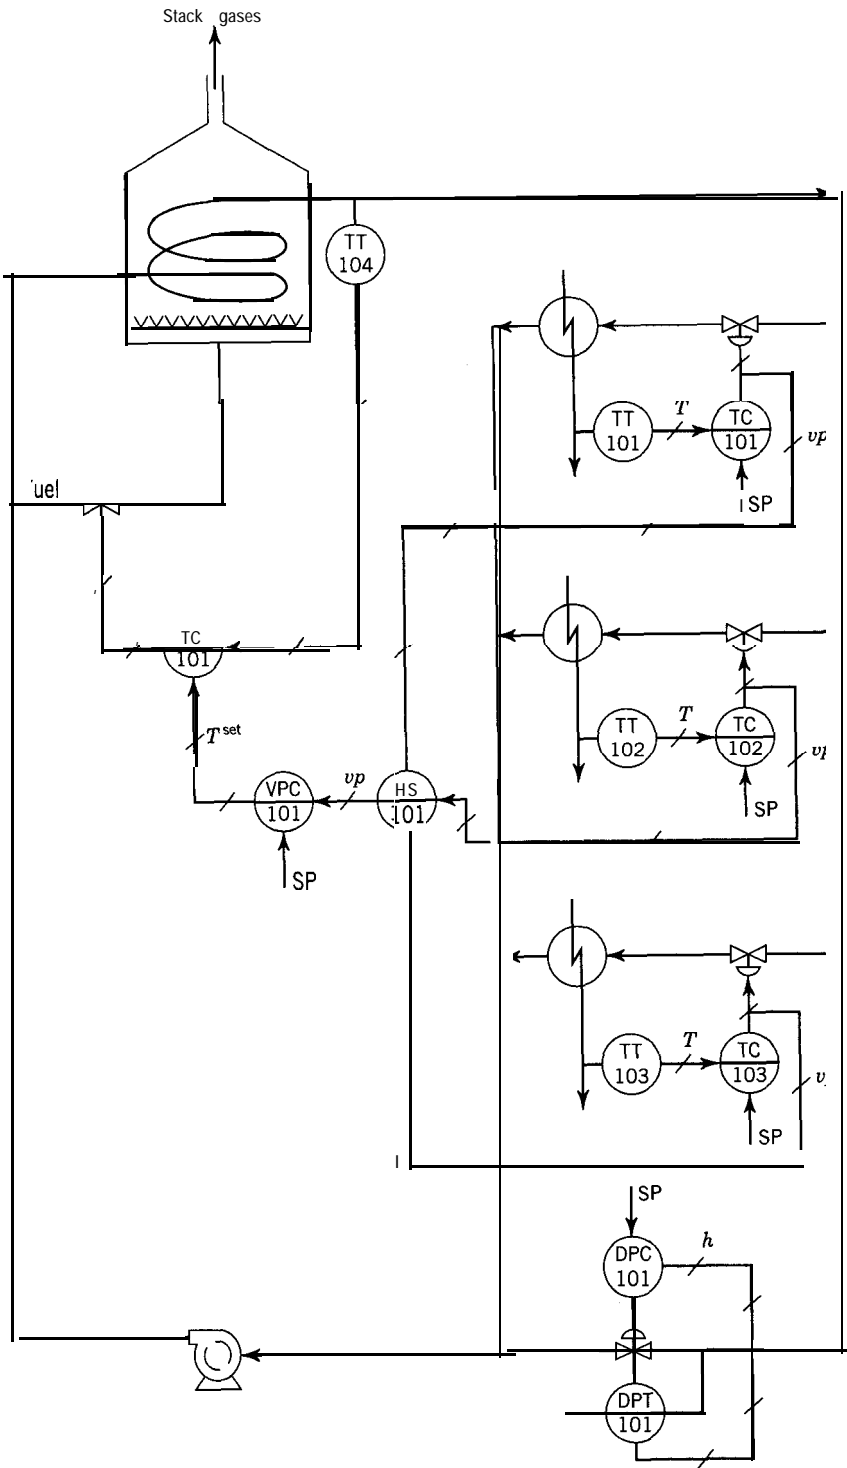 Stack gases
TT
104
T
TT
101
TC
101
vp
SP
uel
TC
101
T set
TT
102
T
TC
102
SP
vp
VPC
101
HS
101
SP
T
TT
103
TC
103
SP
SP
h
DPC
101
DPT
101